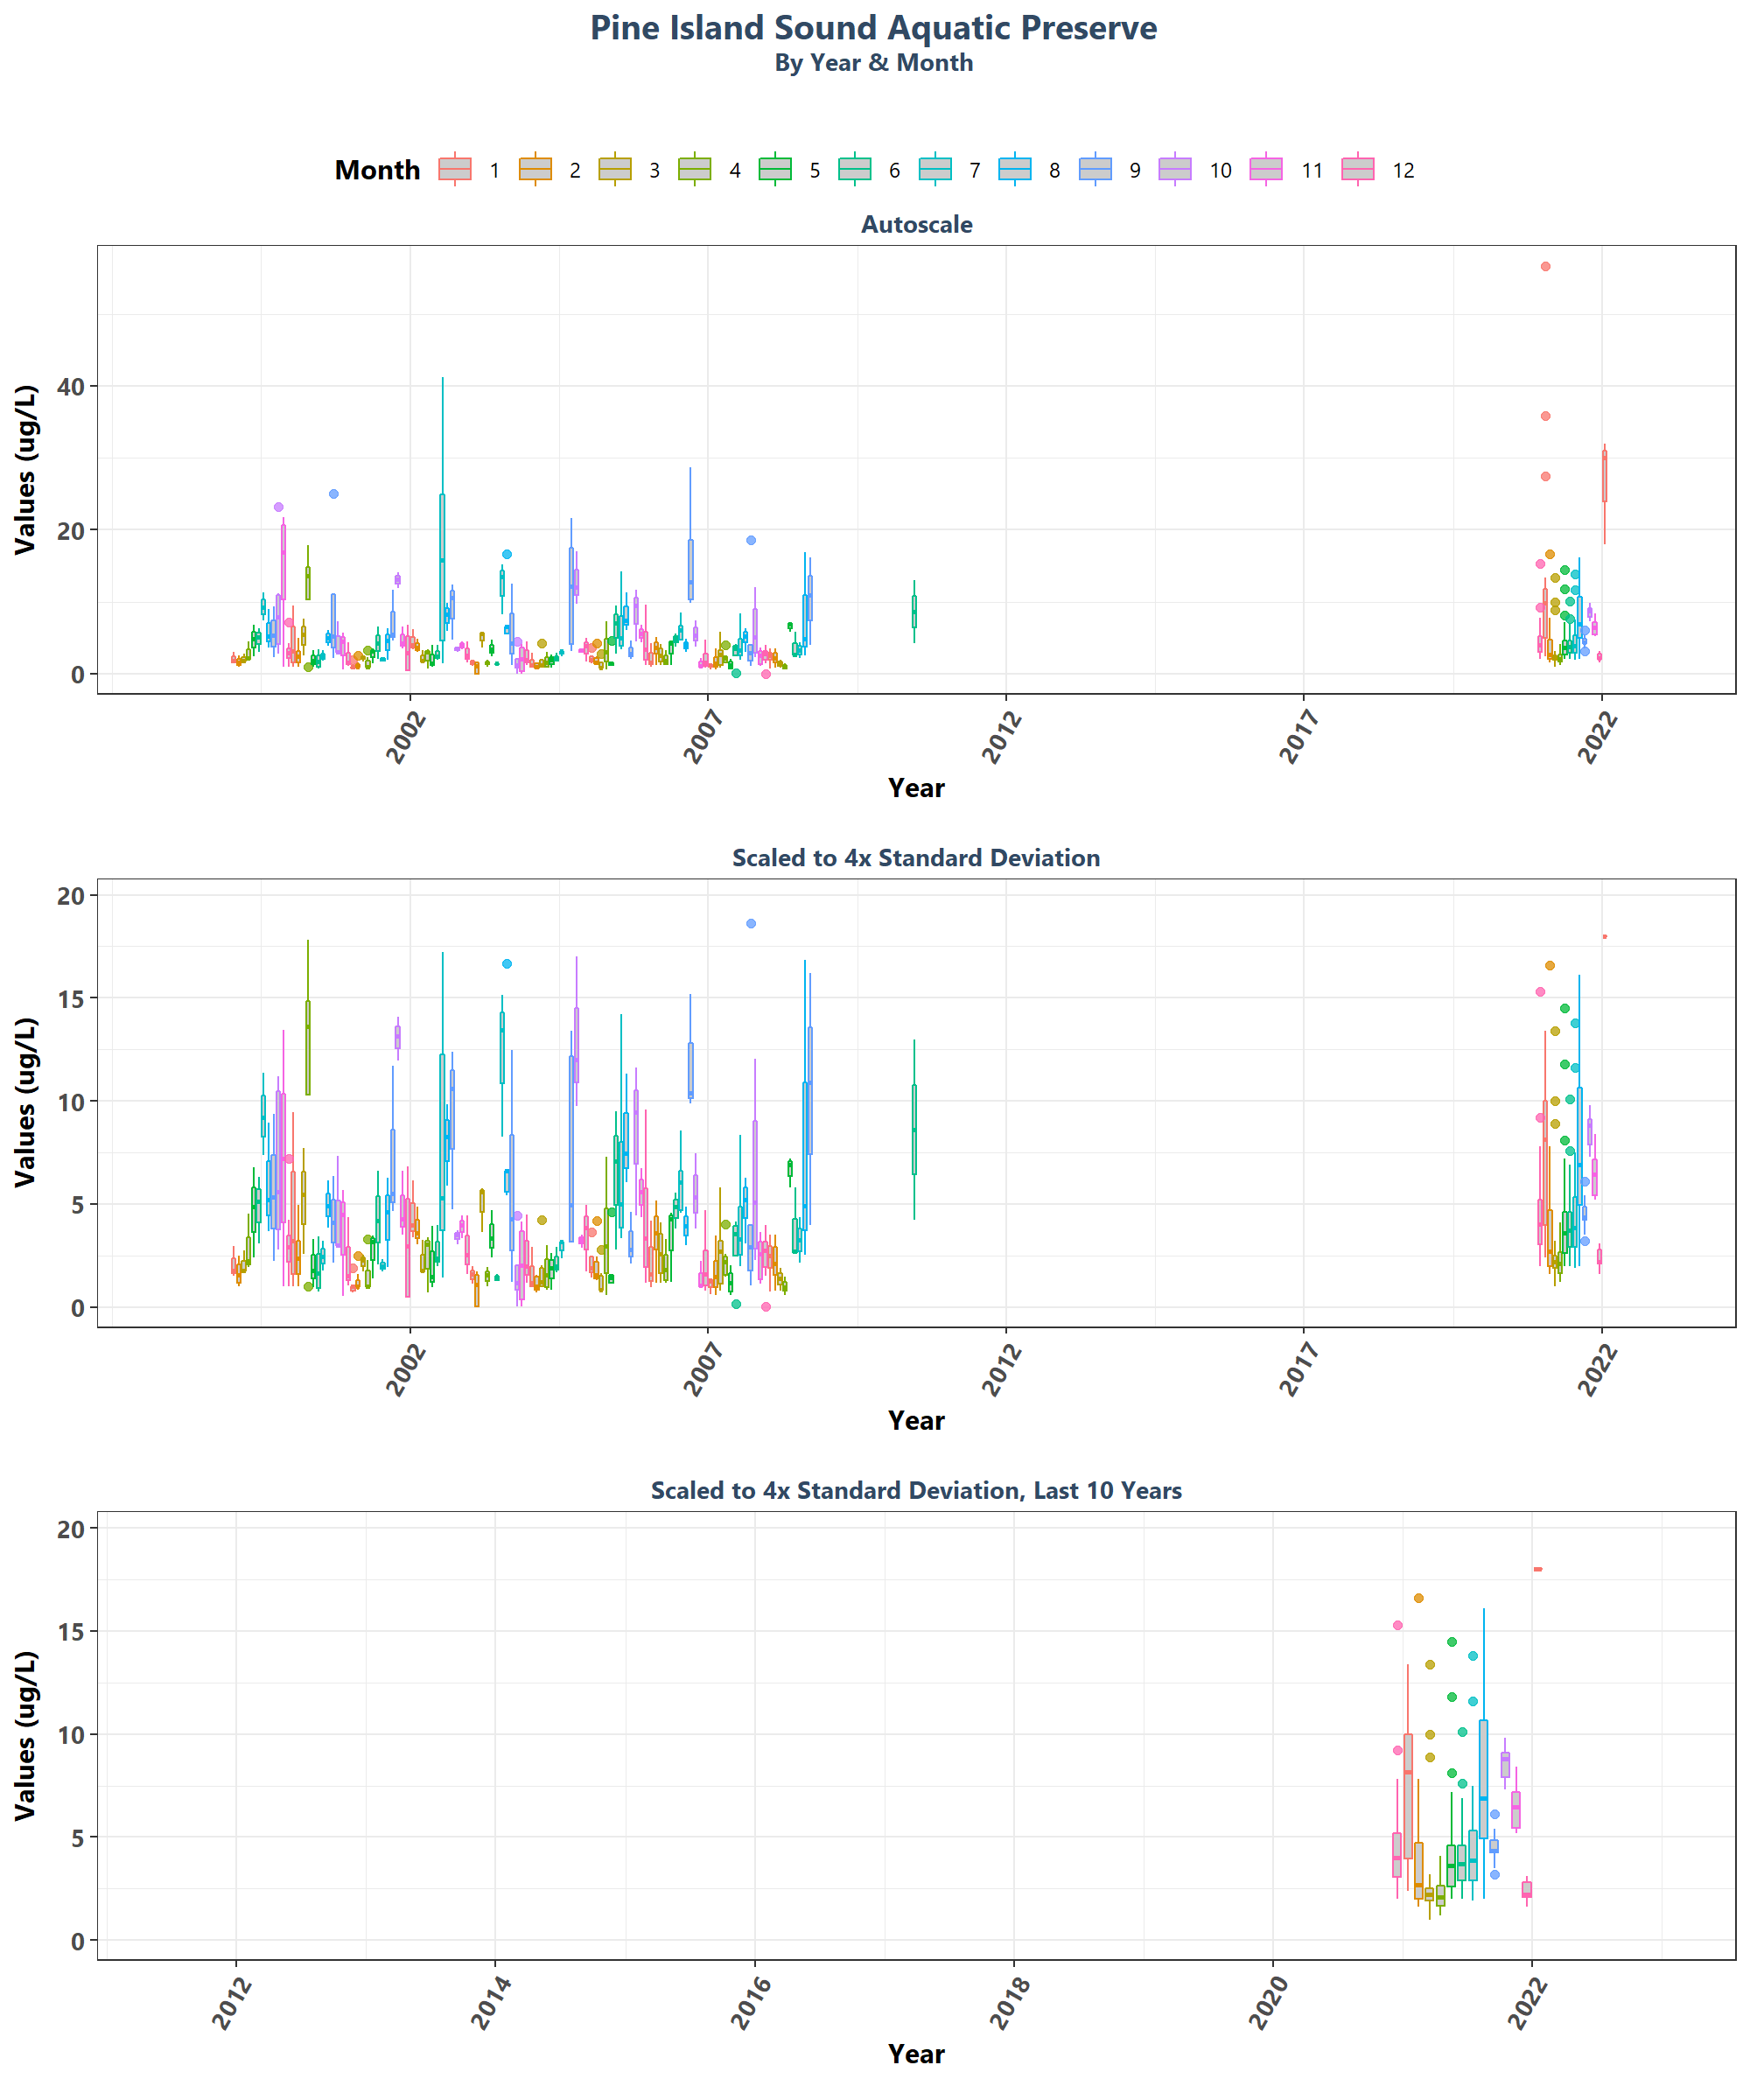 Pine Island Sound Aquatic Preserve
By Year & Month
Month 1 2 3 4 5 6 7 8 9 10 11 12
Autoscale
Values (ug/L)
40
20
0
2002 2007 2012 2017 2022
Year
Scaled to 4x Standard Deviation
Values (ug/L)
20
15
10
5
0
2002 2007 2012 2017 2022
Year
Scaled to 4x Standard Deviation, Last 10 Years
Values (ug/L)
20
15
10
5
0
2012 2014 2016 2018 2020 2022
Year